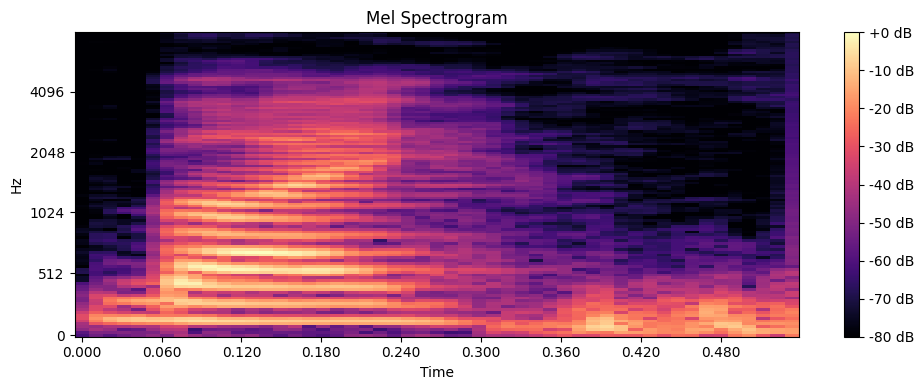 Mel Spectrogram
+0 dB
-10 dB
-20 dB
-30 dB
-40 dB
-50 dB
-60 dB
-70 dB
-80 dB
Hz
4096
2048
1024
512
0
0.000 0.060 0.120 0.180 0.240 0.300 0.360 0.420 0.480
Time